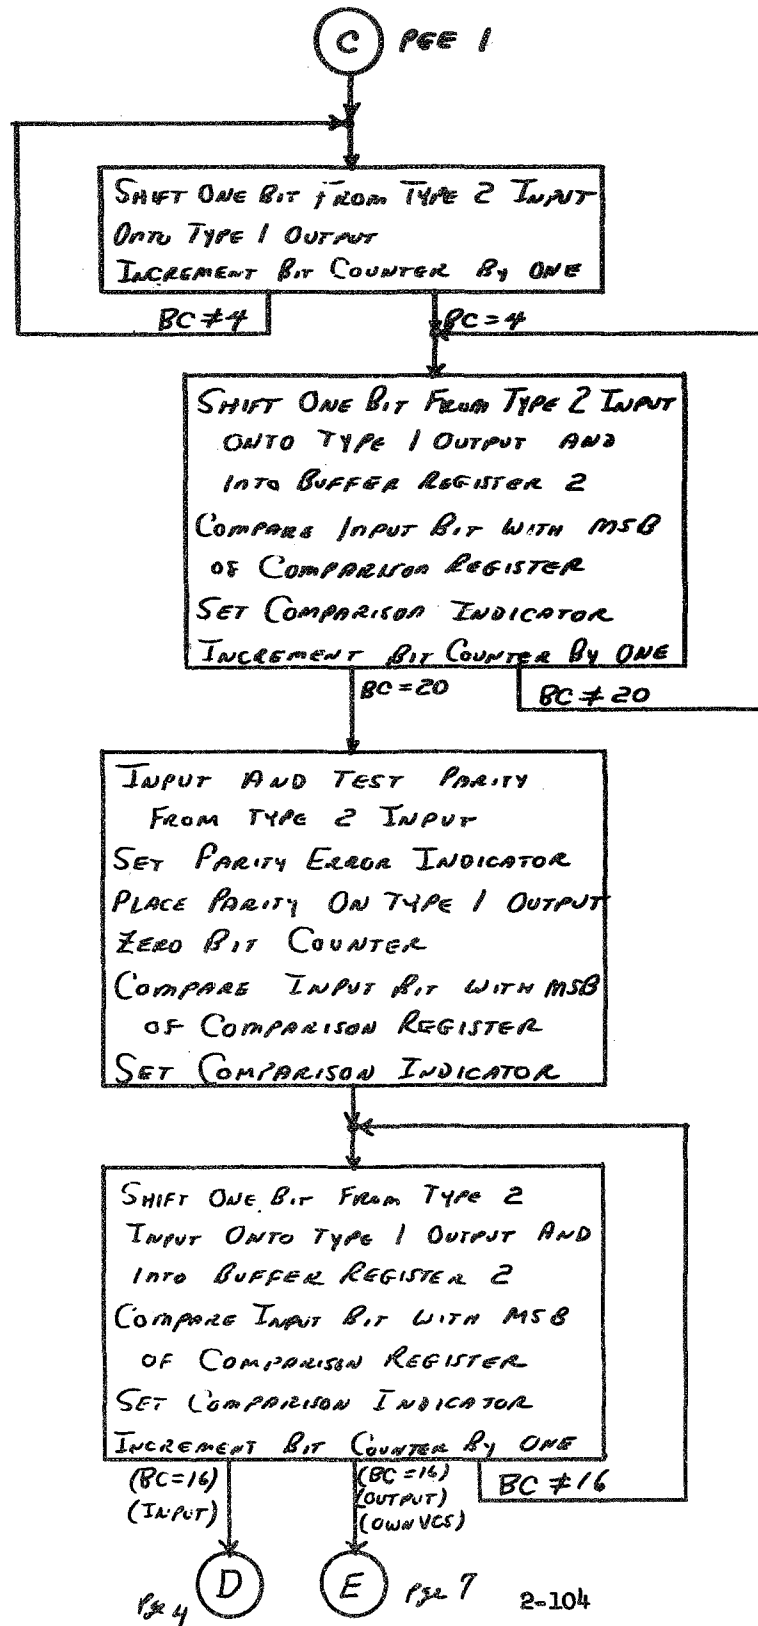 C PGE 1
SHIFT ONE BIT FROM TYPE 2 INPUT
ONTO TYPE 1 OUTPUT
INCREMENT BIT COUNTER BY ONE
BC ≠ 4
BC = 4
SHIFT ONE BIT FROM TYPE 2 INPUT
ONTO TYPE 1 OUTPUT AND
INTO BUFFER REGISTER 2
COMPARE INPUT BIT WITH MSB
OF COMPARISON REGISTER
SET COMPARISON INDICATOR
INCREMENT BIT COUNTER BY ONE
BC = 20
BC ≠ 20
INPUT AND TEST PARITY
FROM TYPE 2 INPUT
SET PARITY ERROR INDICATOR
PLACE PARITY ON TYPE 1 OUTPUT
ZERO BIT COUNTER
COMPARE INPUT BIT WITH MSB
OF COMPARISON REGISTER
SET COMPARISON INDICATOR
SHIFT ONE BIT FROM TYPE 2
INPUT ONTO TYPE 1 OUTPUT AND
INTO BUFFER REGISTER 2
COMPARE INPUT BIT WITH MSB
OF COMPARISON REGISTER
SET COMPARISON INDICATOR
INCREMENT BIT COUNTER BY ONE
(BC=16)
(INPUT)
(BC=16)
(OUTPUT)
(OWN VCS)
BC ≠ 16
Pge 4 D
E Pge 7
2-104